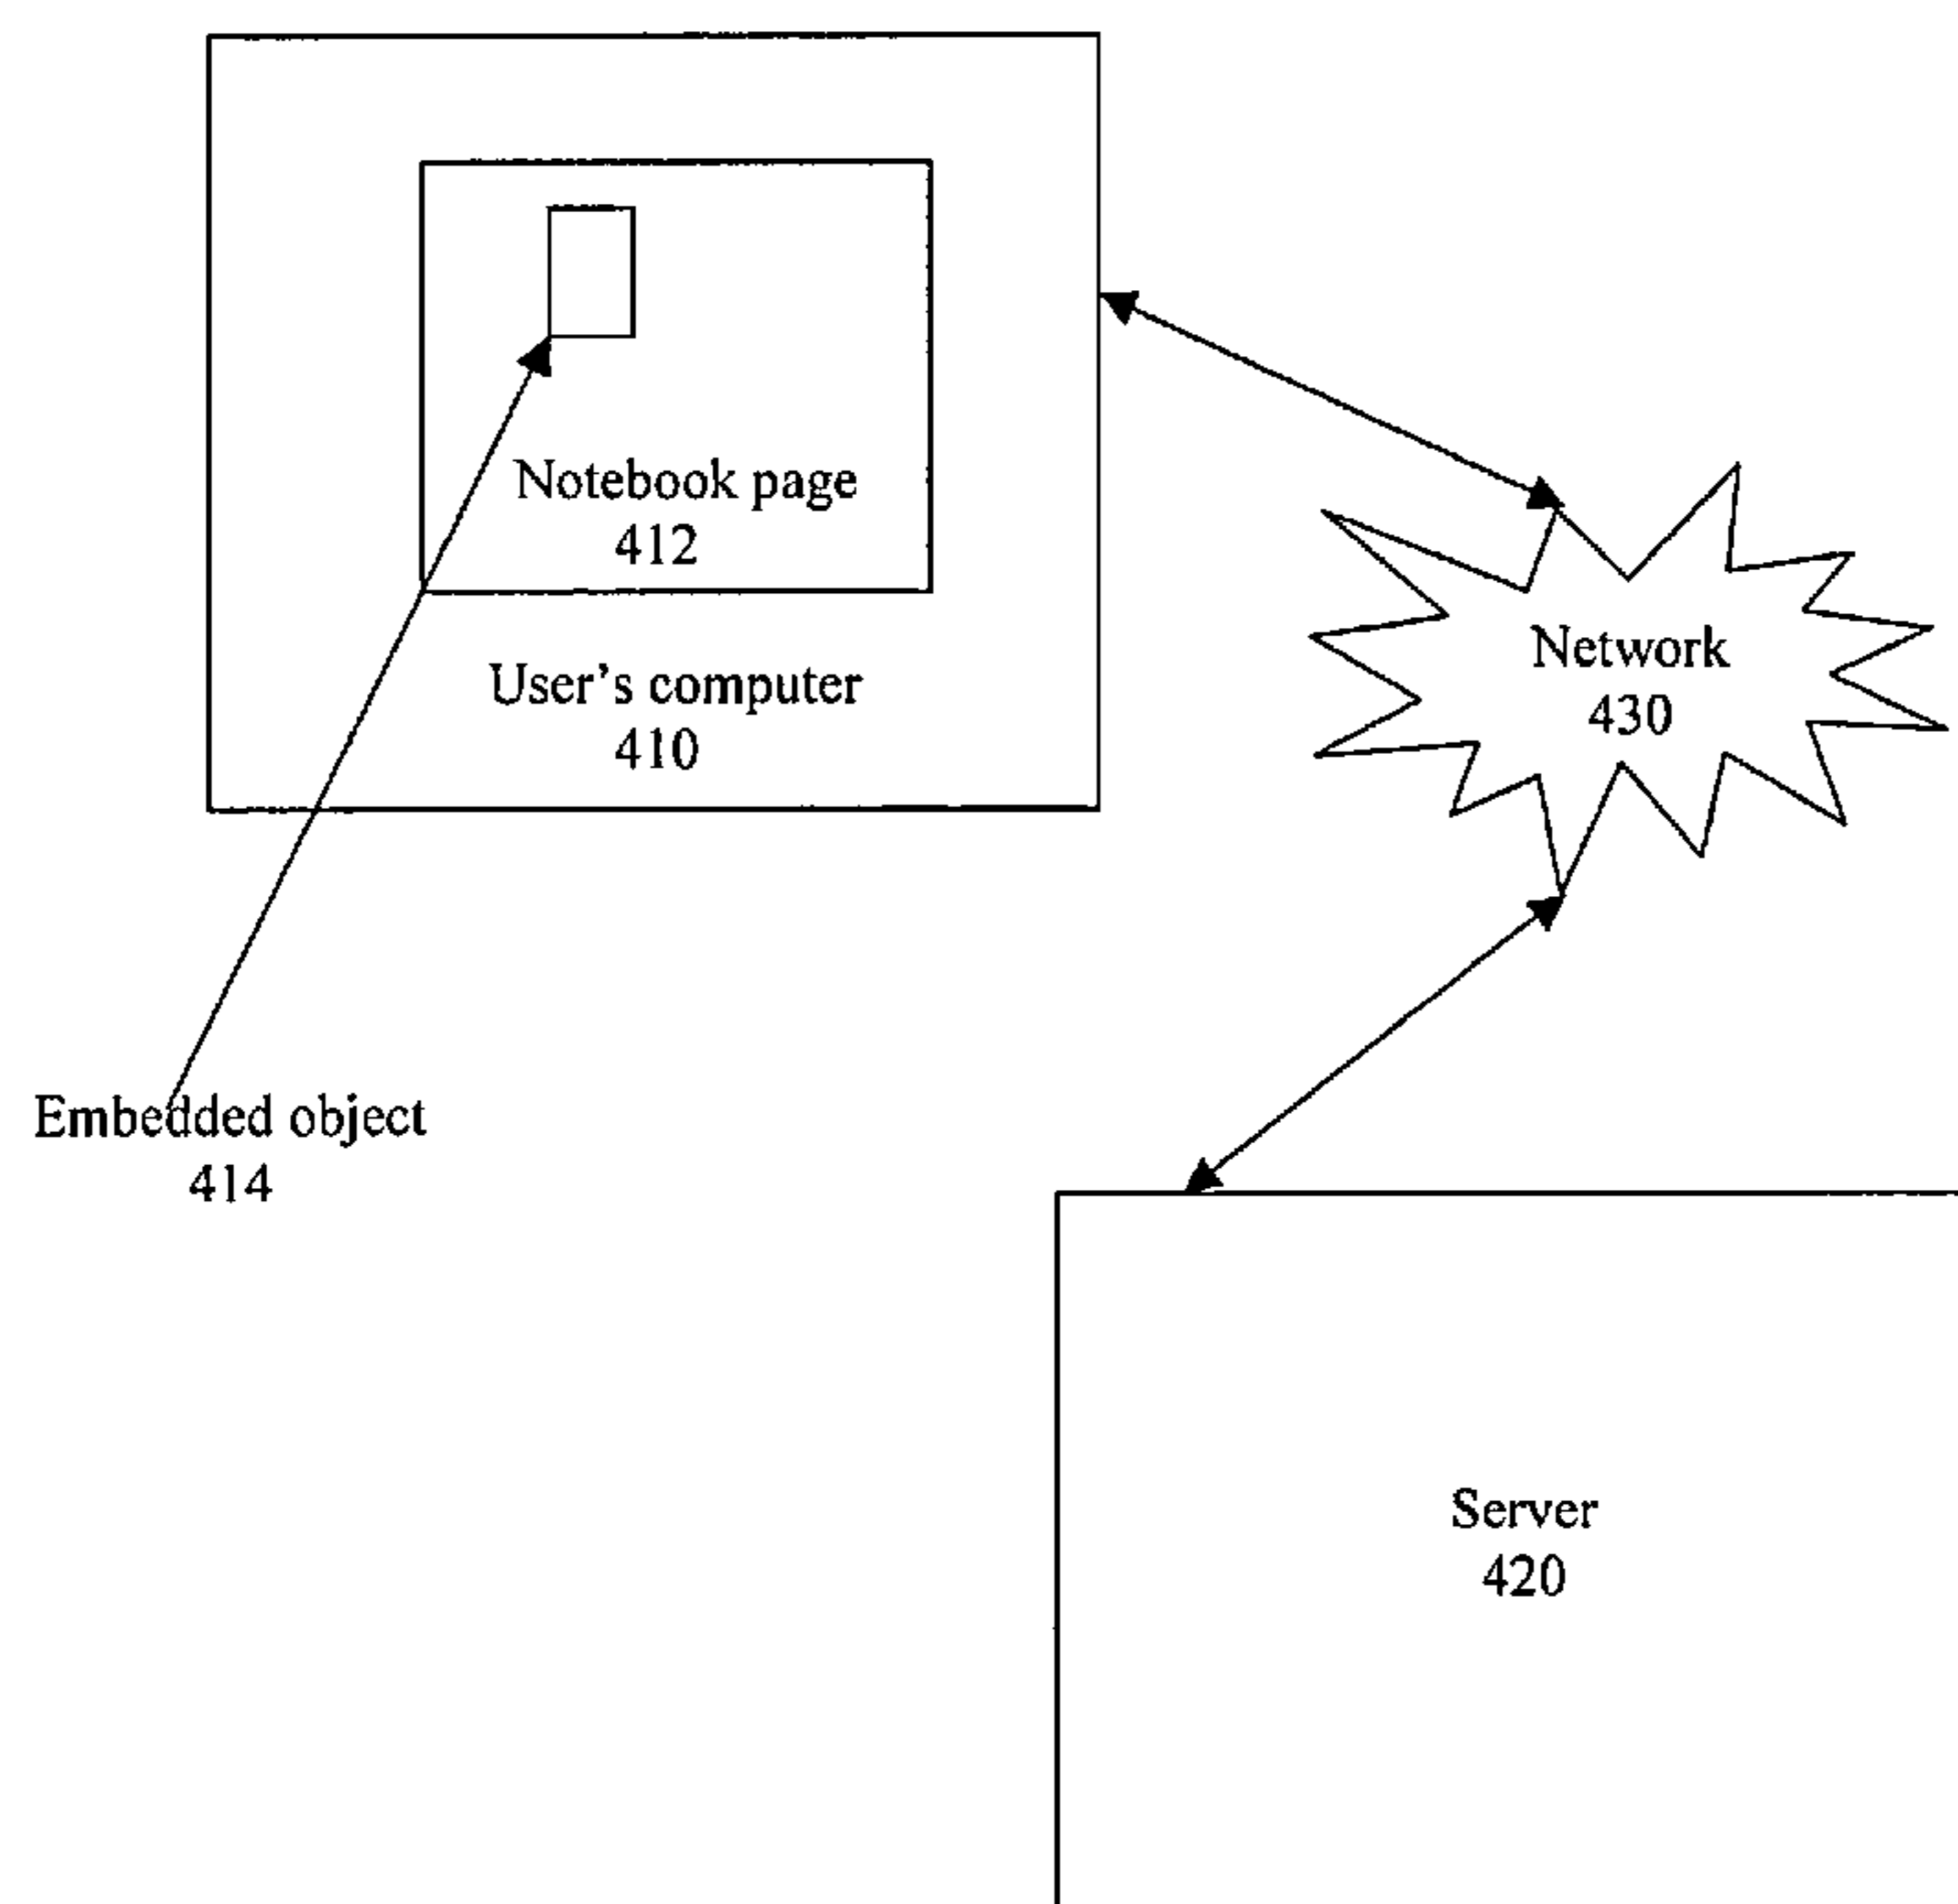 Notebook page
412
User's computer
410
Network
430
Embedded object
414
Server
420